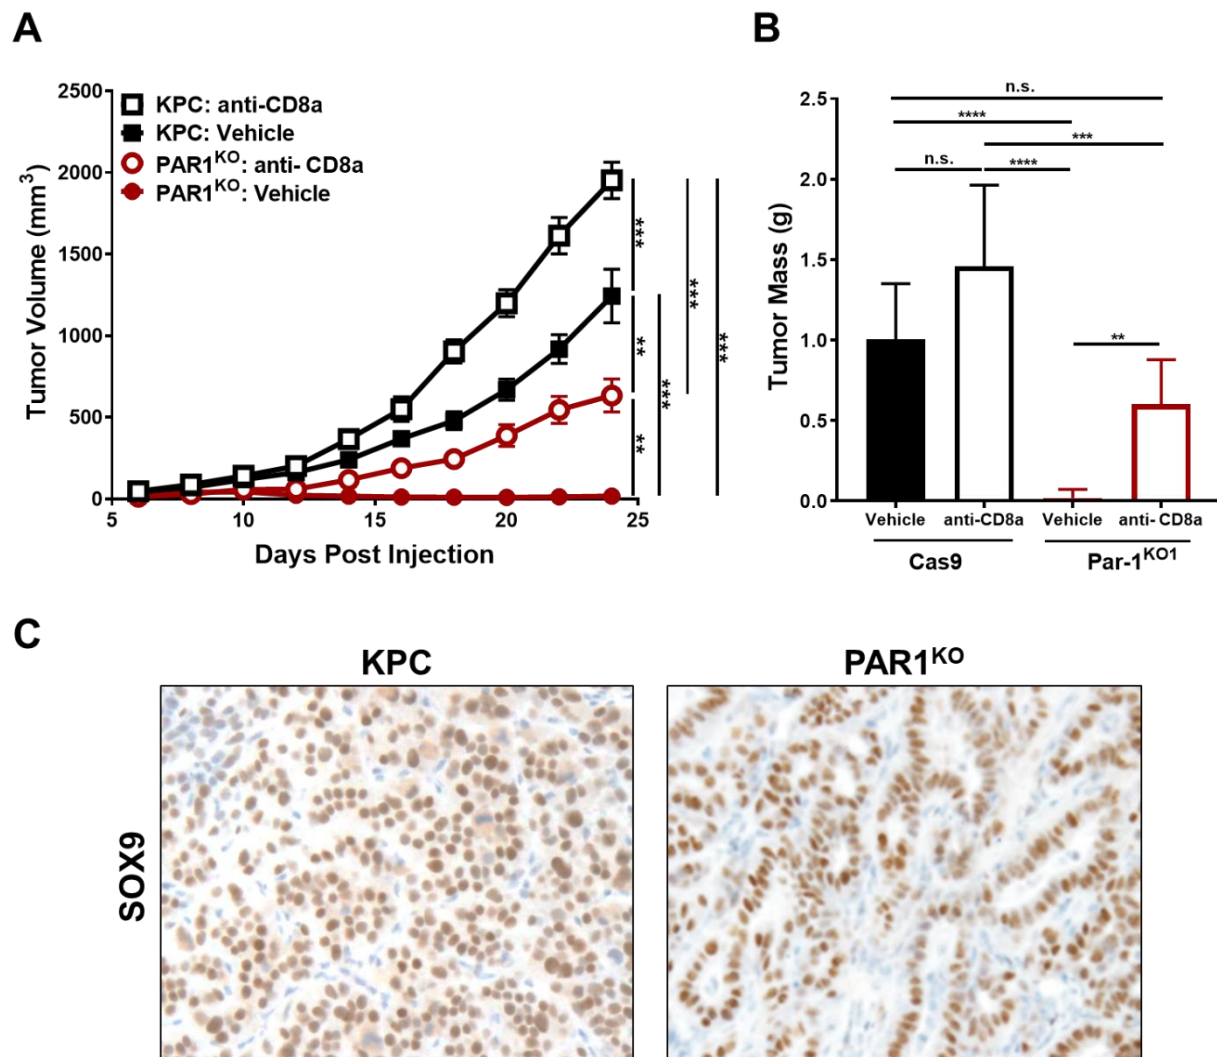 A
2500
2000
1500
1000
500
0
Tumor Volume (mm³)
KPC: anti-CD8a
KPC: Vehicle
PAR1ᴷᴼ: anti- CD8a
PAR1ᴷᴼ: Vehicle
***
**
**
***
***
***
5
10
15
20
25
Days Post Injection
B
2.5
2.0
1.5
1.0
0.5
0.0
Tumor Mass (g)
n.s.
****
***
n.s.
****
**
Vehicle
anti-CD8a
Vehicle
anti- CD8a
Cas9
Par-1ᴷᴼ¹
C
KPC
PAR1ᴷᴼ
SOX9